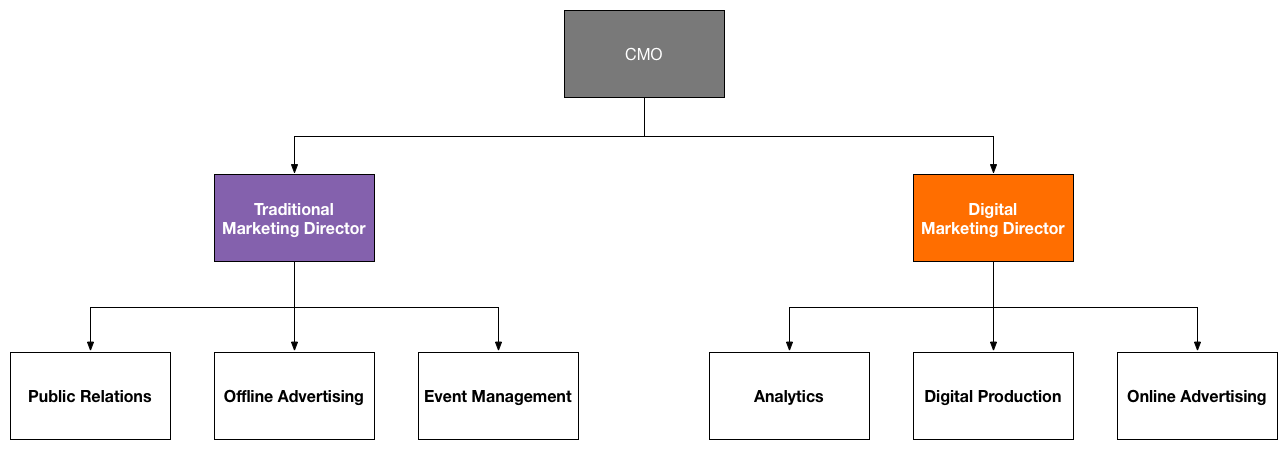 CMO
Traditional
Marketing Director
Digital
Marketing Director
Public Relations
Offline Advertising
Event Management
Analytics
Digital Production
Online Advertising